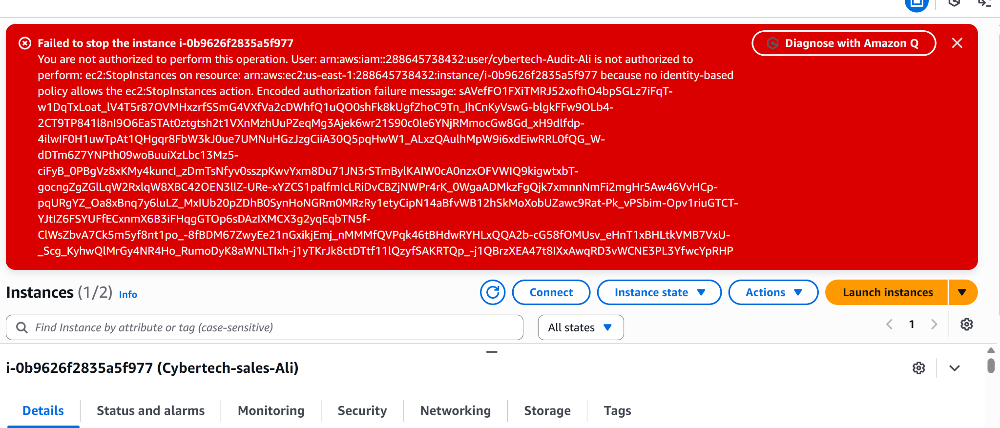 Failed to stop the instance i-0b9626f2835a5f977
Diagnose with Amazon Q
You are not authorized to perform this operation. User: arn:aws:iam::288645738432:user/cybertech-Audit-Ali is not authorized to
perform: ec2:StopInstances on resource: arn:aws:ec2:us-east-1:288645738432:instance/i-0b9626f2835a5f977 because no identity-based
policy allows the ec2:StopInstances action. Encoded authorization failure message: sAVefFO1FXiTMRJ52xofhO4bpSGLz7iFqT-
w1DqTxLoat_lV4T5r87OVMHxzrfSSmG4VXfVa2cDWhfQ1uQO0shFk8kUgfZhoC9Tn_IhCnKyVswG-blgkFFw9OLb4-
2CT9TP841l8nI9O6EaSTAt0ztgtsh2t1VXnMzhUuPZeqMg3Ajek6wr21S90c0le6YNjRMmocGw8Gd_xH9dlfdp-
4ilwIF0H1uwTpAt1QHgqr8FbW3kJ0ue7UMNuHGzJzgCiiA30Q5pqHwW1_ALxzQAulhMpW9i6xdEiwRRL0fQG_W-
dDTm6Z7YNPth09woBuuiXzLbc13Mz5-
ciFyB_0PBgVz8xKMy4kuncI_zDmTsNfyv0sszpKwvYxm8Du71JN3rSTmBylKAIW0cA0nzxOFVWIQ9kigwtxbT-
gocngZgZGlLqW2RxlqW8XBC42OEN3llZ-URe-xYZCS1palfmIcLRiDvCBZjNWPr4rK_0WgaADMkzFgQjk7xmnnNmFi2mgHr5Aw46VvHCp-
pqURgYZ_Oa8xBnq7y6luLZ_MxIUb20pZDhB0SynHoNGRm0MRzRy1etyCipN14aBfvWB12hSkMoXobUZawc9Rat-Pk_vPSbim-Opv1riuGTCT-
YJtIZ6FSYUFfECxnmX6B3iFHqgGTOp6sDAzIXMCX3g2yqEqbTN5f-
ClWsZbvA7Ck5m5yf8nt1po_-8fBDM67ZwyEe21nGxikjEmj_nMMMfQVPqk46tBHdwRYHLxQQA2b-cG58fOMUsv_eHnT1xBHLtkVMB7VxU-
_Scg_KyhwQlMrGy4NR4Ho_RumoDyK8aWNLTIxh-j1yTKrJk8ctDTtf11lQzyfSAKRTQp_-j1QBrzXEA47t8IXxAwqRD3vWCNE3PL3YfwcYpRHP
Instances (1/2) Info
Connect
Instance state
Actions
Launch instances
Find Instance by attribute or tag (case-sensitive)
All states
1
i-0b9626f2835a5f977 (Cybertech-sales-Ali)
Details
Status and alarms
Monitoring
Security
Networking
Storage
Tags